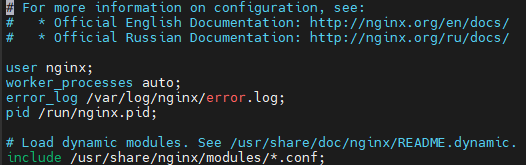 # For more information on configuration, see:
#   * Official English Documentation: http://nginx.org/en/docs/
#   * Official Russian Documentation: http://nginx.org/ru/docs/

user nginx;
worker_processes auto;
error_log /var/log/nginx/error.log;
pid /run/nginx.pid;

# Load dynamic modules. See /usr/share/doc/nginx/README.dynamic.
include /usr/share/nginx/modules/*.conf;